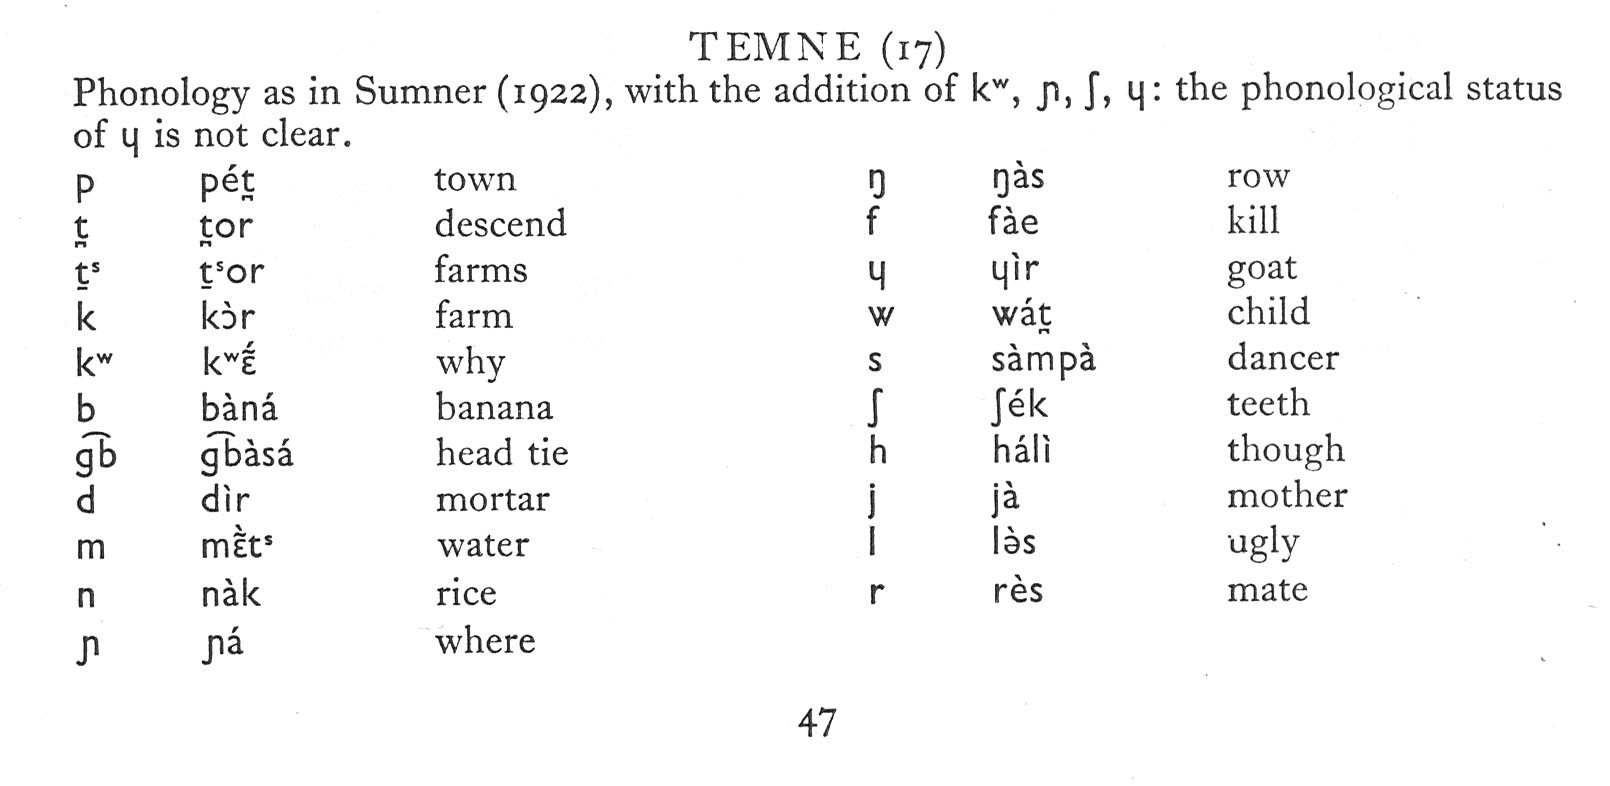 TEMNE (17)
Phonology as in Sumner (1922), with the addition of kʷ, ɲ, ʃ, ɥ: the phonological status
of ɥ is not clear.
p pét̪ town
t̪ t̪or descend
t̠ˢ t̠ˢor farms
k kɔ̀r farm
kʷ kʷɛ̃́ why
b bàná banana
g͡b g͡bàsá head tie
d dìr mortar
m mɛ̃̀tˢ water
n nàk rice
ɲ ɲá where
ŋ ŋàs row
f fàe kill
ɥ ɥìr goat
w wát̪ child
s sàmpà dancer
ʃ ʃék teeth
h hálì though
j jà mother
l lə̀s ugly
r rès mate
47